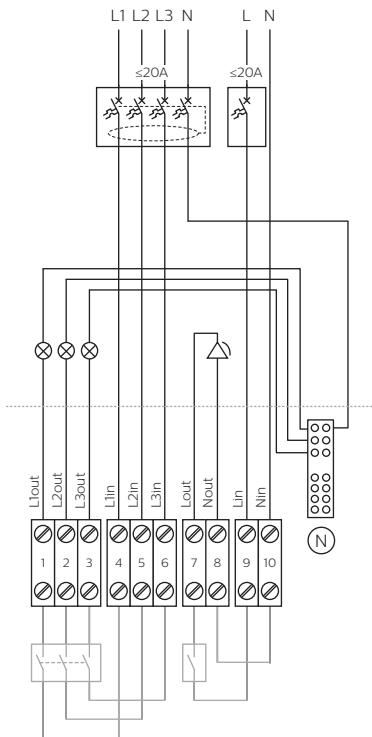 L1 L2 L3 N L N
≤20A ≤20A
L1out L2out L3out L1in L2in L3in Lout Nout Lin Nin
N
1 2 3 4 5 6 7 8 9 10